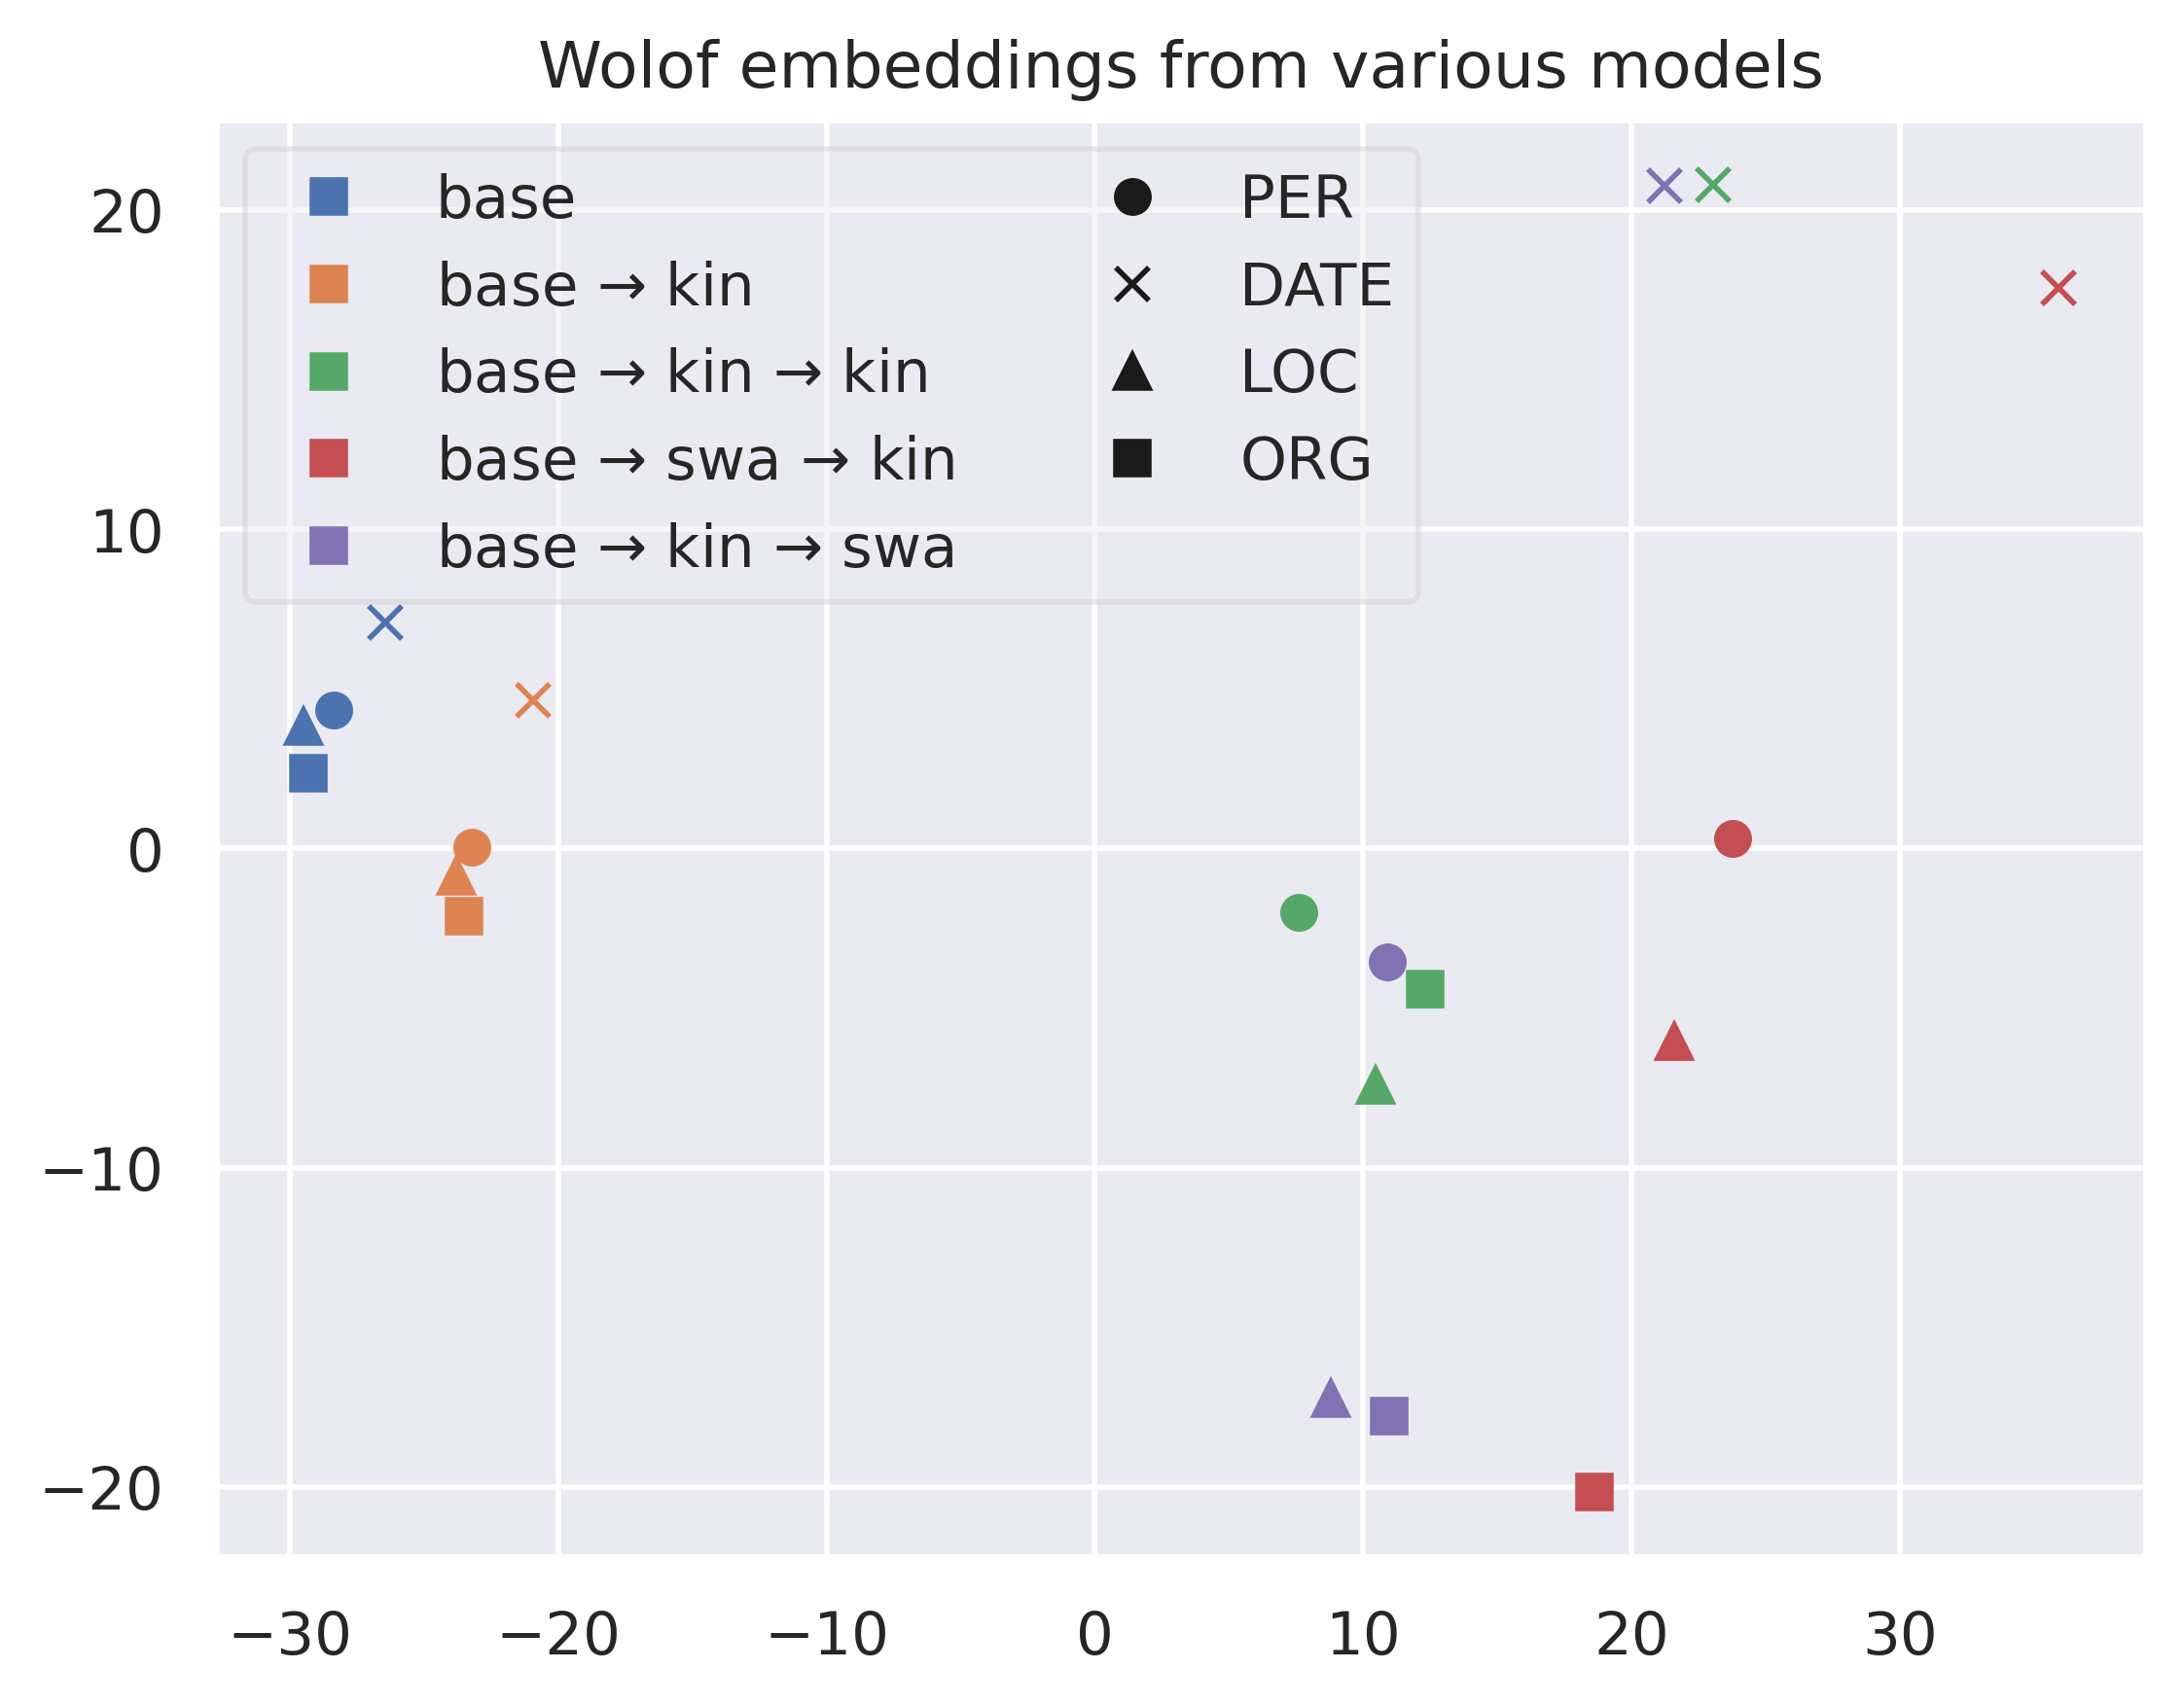 Wolof embeddings from various models
base
base → kin
base → kin → kin
base → swa → kin
base → kin → swa
PER
DATE
LOC
ORG
20
10
0
−10
−20
−30 −20 −10 0 10 20 30